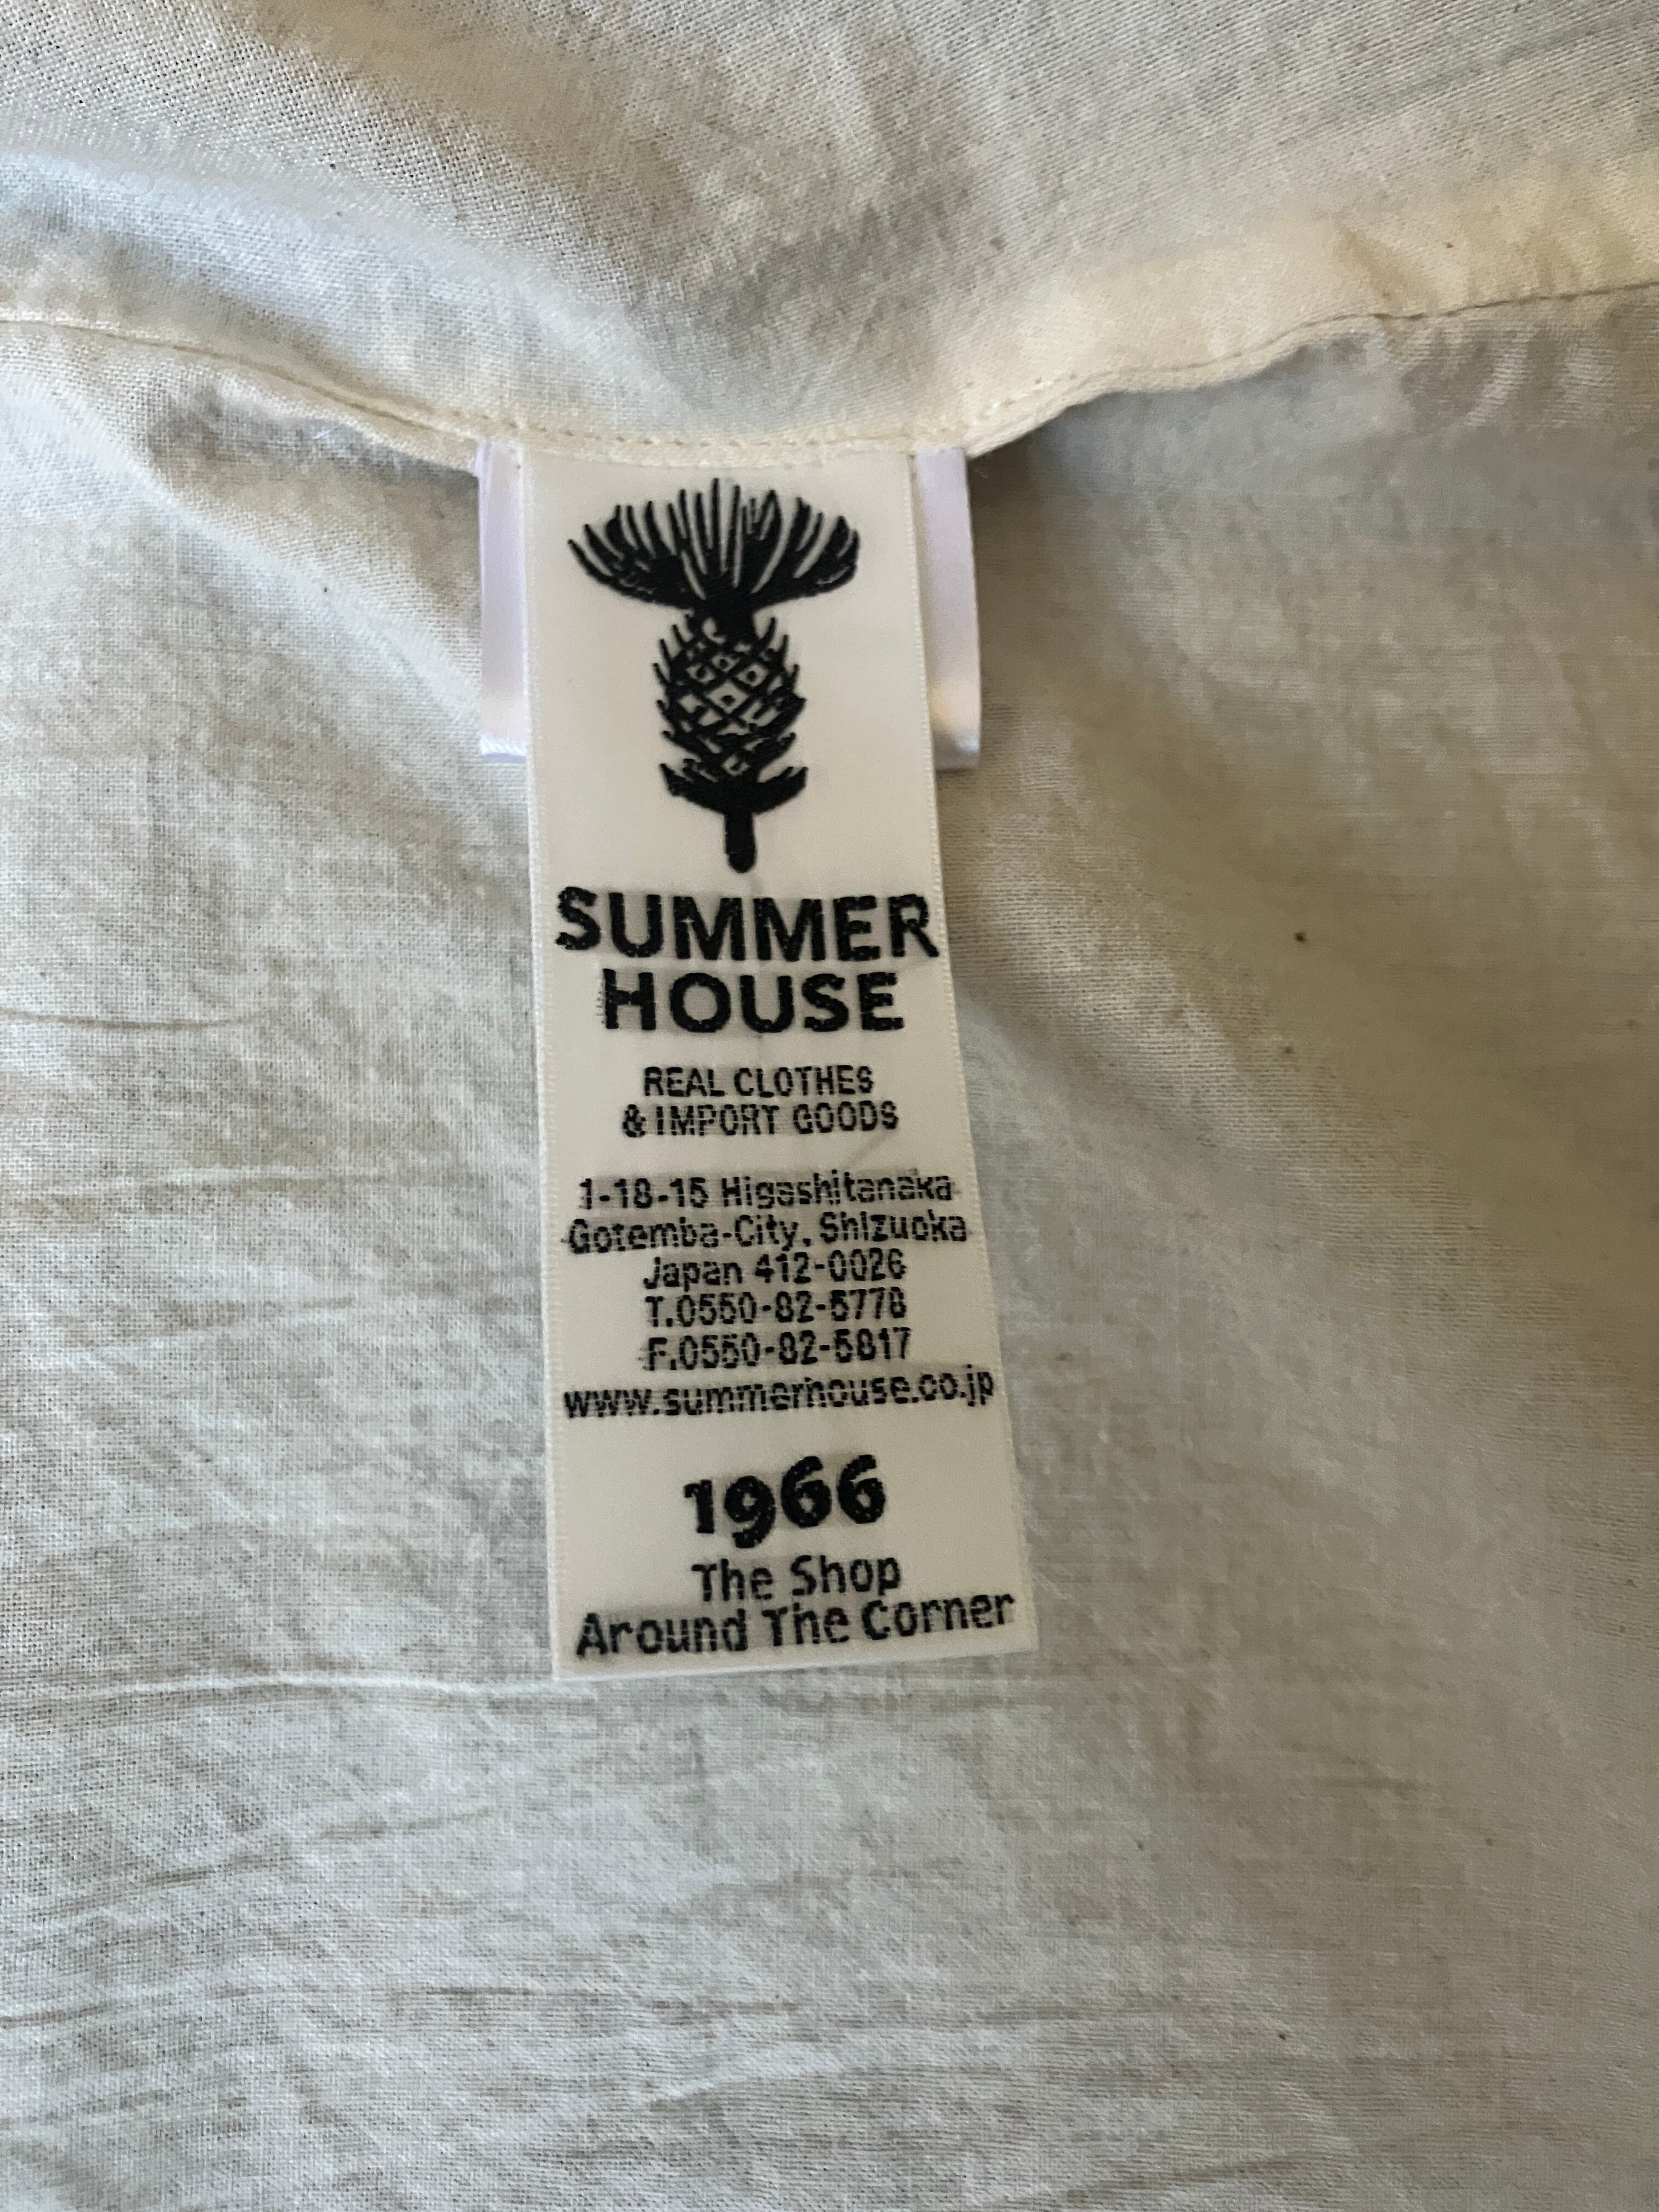 SUMMER
HOUSE
REAL CLOTHES
& IMPORT GOODS
1-18-15 Higashitanaka
Gotemba-City, Shizuoka
Japan 412-0026
T.0550-82-5778
F.0550-82-5817
www.summerhouse.co.jp
1966
The Shop
Around The Corner